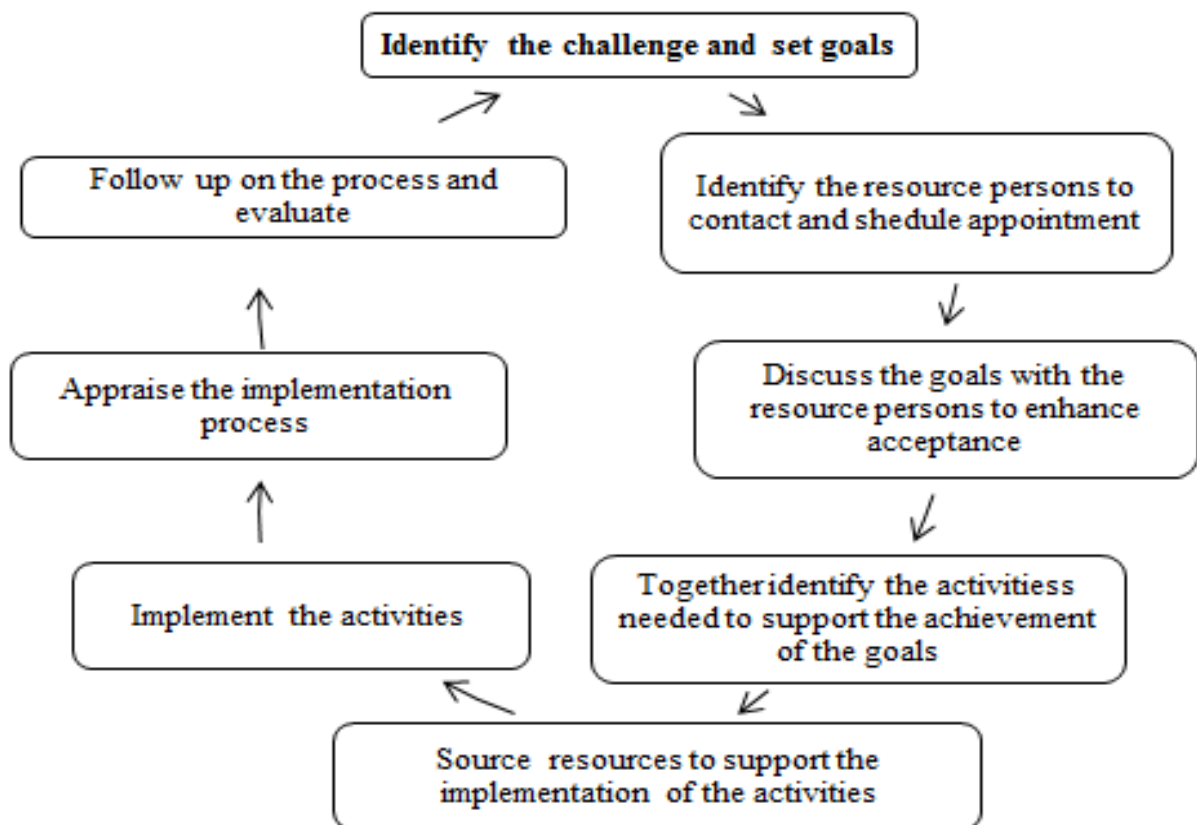 Identify the challenge and set goals
Identify the resource persons to
contact and shedule appointment
Discuss the goals with the
resource persons to enhance
acceptance
Together identify the activitiess
needed to support the achievement
of the goals
Source resources to support the
implementation of the activities
Implement the activities
Appraise the implementation
process
Follow up on the process and
evaluate